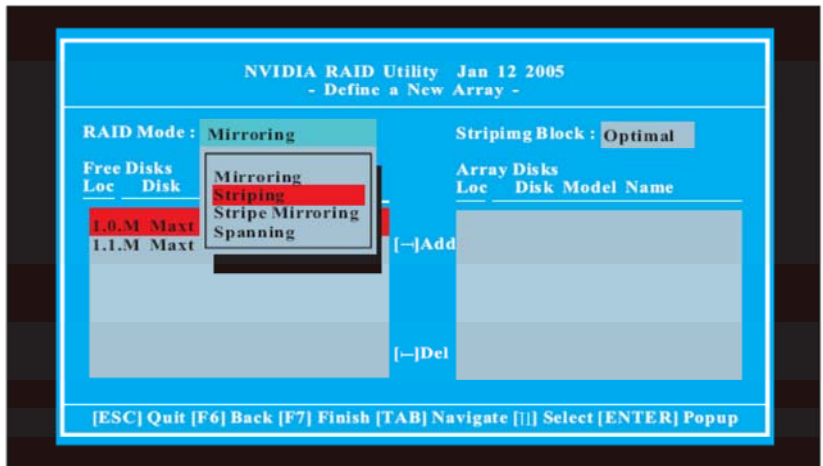 NVIDIA RAID Utility Jan 12 2005
- Define a New Array -
RAID Mode : Mirroring
Stripimg Block : Optimal
Free Disks
Loc Disk
Mirroring
Striping
Stripe Mirroring
Spanning
Array Disks
Loc Disk Model Name
1.0.M Maxt
1.1.M Maxt
[→]Add
[←]Del
[ESC] Quit [F6] Back [F7] Finish [TAB] Navigate [↑↓] Select [ENTER] Popup